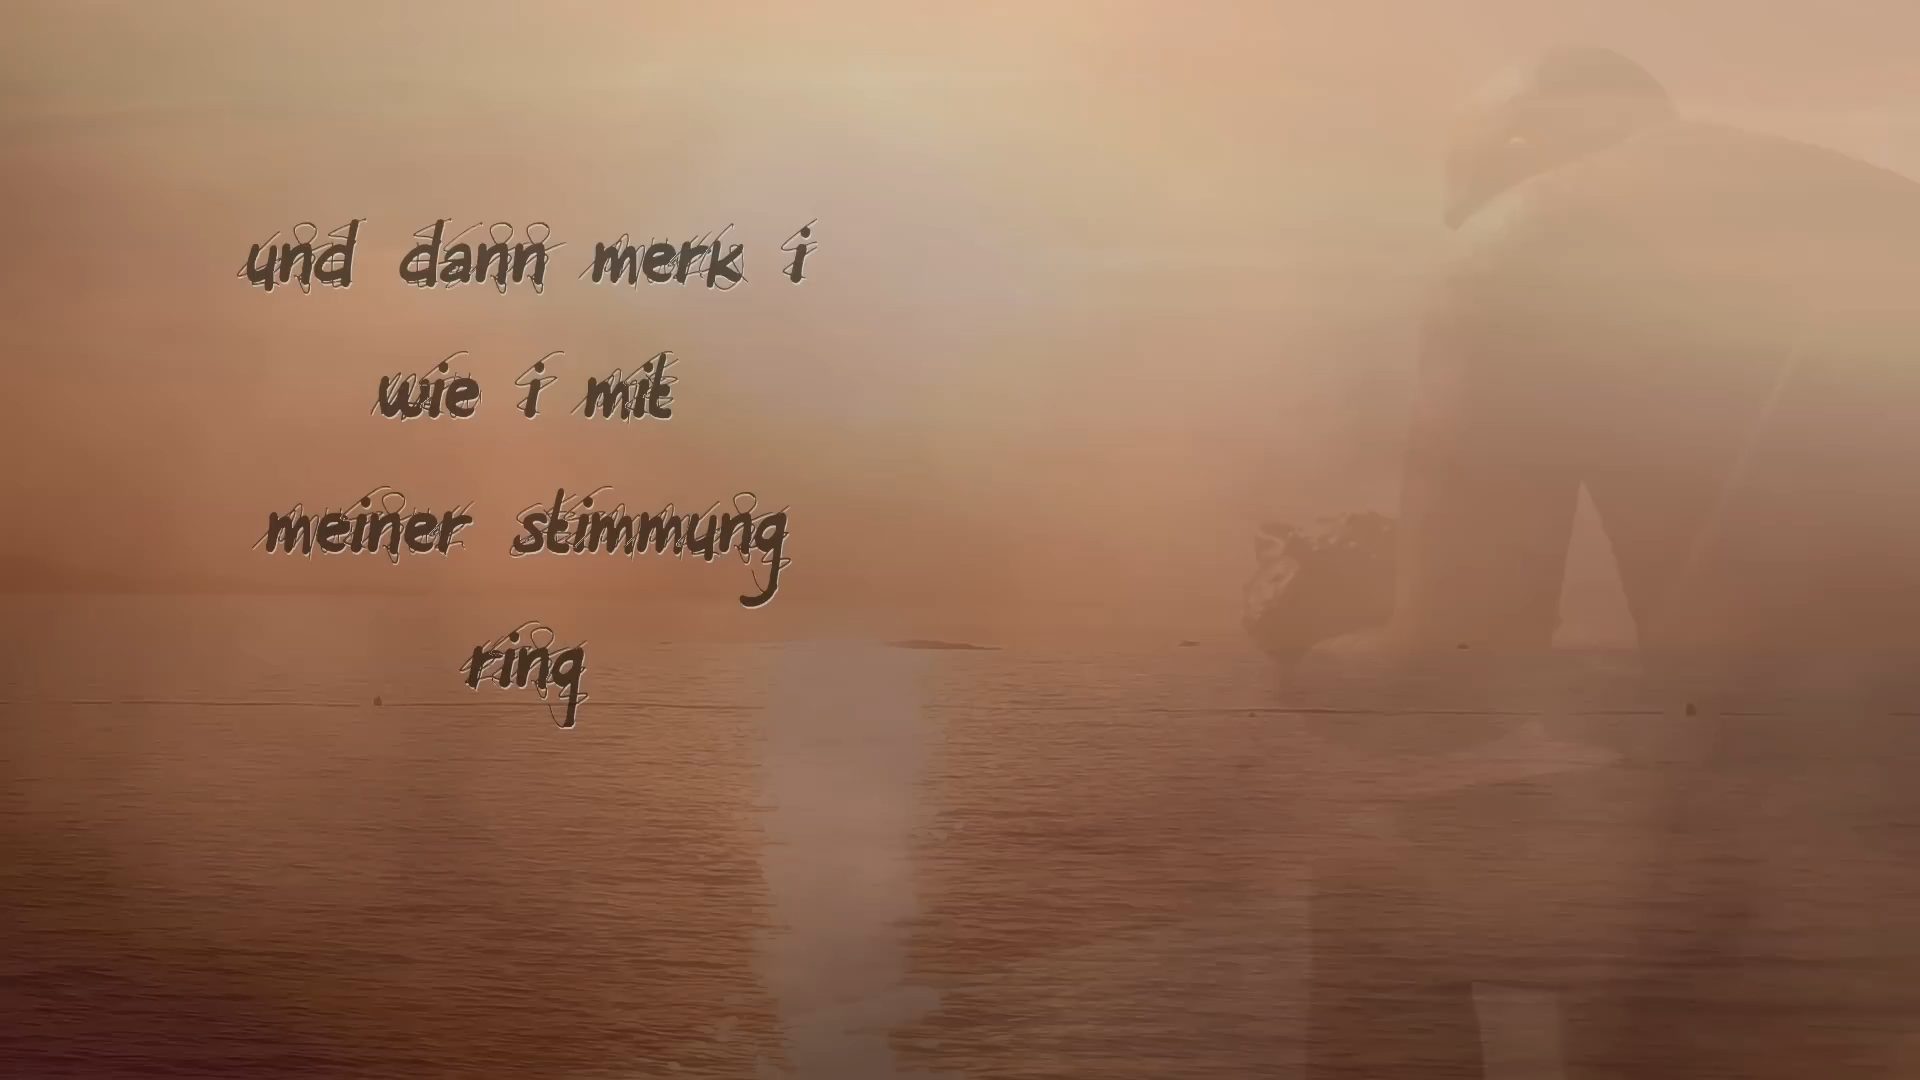 und dann merk i
wie i mit
meiner stimmung
ring